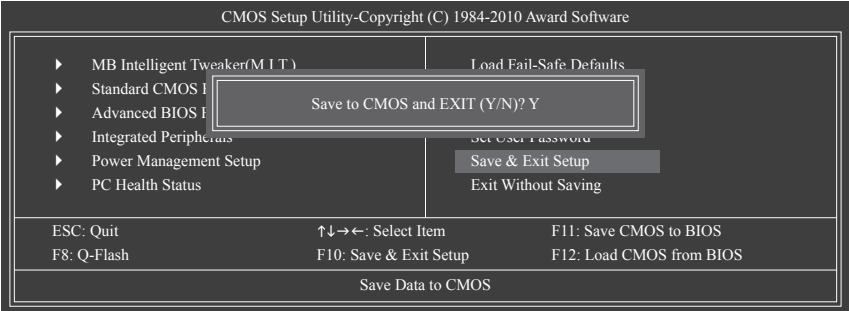 CMOS Setup Utility-Copyright (C) 1984-2010 Award Software
MB Intelligent Tweaker(M.I.T.)
Standard CMOS
Advanced BIOS
Integrated Peripherals
Power Management Setup
PC Health Status
Load Fail-Safe Defaults
Set User Password
Save & Exit Setup
Exit Without Saving
Save to CMOS and EXIT (Y/N)? Y
ESC: Quit
↑↓→←: Select Item
F11: Save CMOS to BIOS
F8: Q-Flash
F10: Save & Exit Setup
F12: Load CMOS from BIOS
Save Data to CMOS